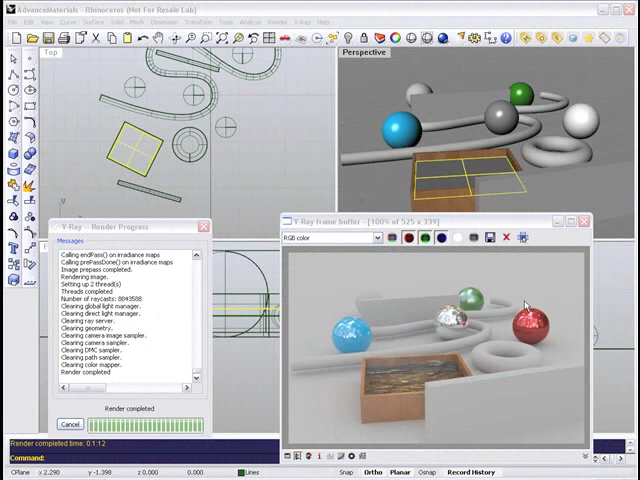 AdvanceMaterials - Rhinoceros (Not For Resale Lab)
File Edit View Curve Surface Solid Mesh Dimension Transform Tools Analyze Render V-Ray Help
Top
Perspective
y
V-Ray -- Render Progress
Messages
Calling endPass() on irradiance maps
Calling prePassDone() on irradiance maps
Image prepass completed.
Rendering image.
Setting up 2 thread(s)
Threads completed
Number of raycasts: 8843588
Clearing global light manager.
Clearing direct light manager.
Clearing ray server.
Clearing geometry.
Clearing camera image sampler.
Clearing camera sampler.
Clearing DMC sampler.
Clearing path sampler.
Clearing color mapper.
Render completed
Render completed
Cancel
V-Ray frame buffer - [100% of 525 x 339]
RGB color
Render completed time: 0:1:12
Command:
CPlane x 2.290 y -1.398 z 0.000 0.000 Lines Snap Ortho Planar Osnap Record History